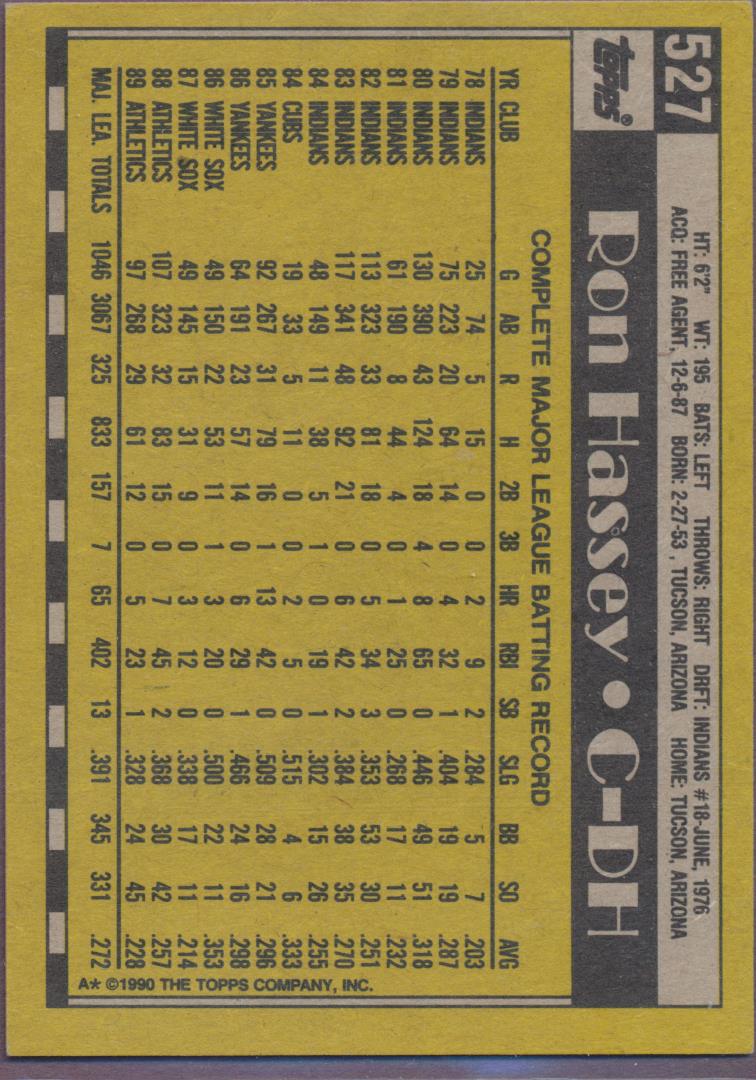 527
HT: 6'2" WT: 195 BATS: LEFT THROWS: RIGHT DRFT: INDIANS #18-JUNE, 1976
ACQ: FREE AGENT, 12-6-87 BORN: 2-27-53, TUCSON, ARIZONA HOME: TUCSON, ARIZONA
topps® Ron Hassey • C-DH
COMPLETE MAJOR LEAGUE BATTING RECORD
YR CLUB G AB R H 2B 3B HR RBI SB SLG BB SO AVG
78 INDIANS 25 74 5 15 0 0 2 9 2 .284 5 7 .203
79 INDIANS 75 223 20 64 14 0 4 32 1 .404 19 19 .287
80 INDIANS 130 390 43 124 18 4 8 65 0 .446 49 51 .318
81 INDIANS 61 190 8 44 4 0 1 25 0 .268 17 11 .232
82 INDIANS 113 323 33 81 18 0 5 34 3 .353 53 30 .251
83 INDIANS 117 341 48 92 21 0 6 42 2 .384 38 35 .270
84 INDIANS 48 149 11 38 5 1 0 19 1 .302 15 26 .255
84 CUBS 19 33 5 11 0 0 2 5 0 .515 4 6 .333
85 YANKEES 92 267 31 79 16 1 13 42 0 .509 28 21 .296
86 YANKEES 64 191 23 57 14 0 6 29 1 .466 24 16 .298
86 WHITE SOX 49 150 22 53 11 1 3 20 0 .500 22 11 .353
87 WHITE SOX 49 145 15 31 9 0 3 12 0 .338 17 11 .214
88 ATHLETICS 107 323 32 83 15 0 7 45 2 .368 30 42 .257
89 ATHLETICS 97 268 29 61 12 0 5 23 1 .328 24 45 .228
MAJ. LEA. TOTALS 1046 3067 325 833 157 7 65 402 13 .391 345 331 .272
A* ©1990 THE TOPPS COMPANY, INC.